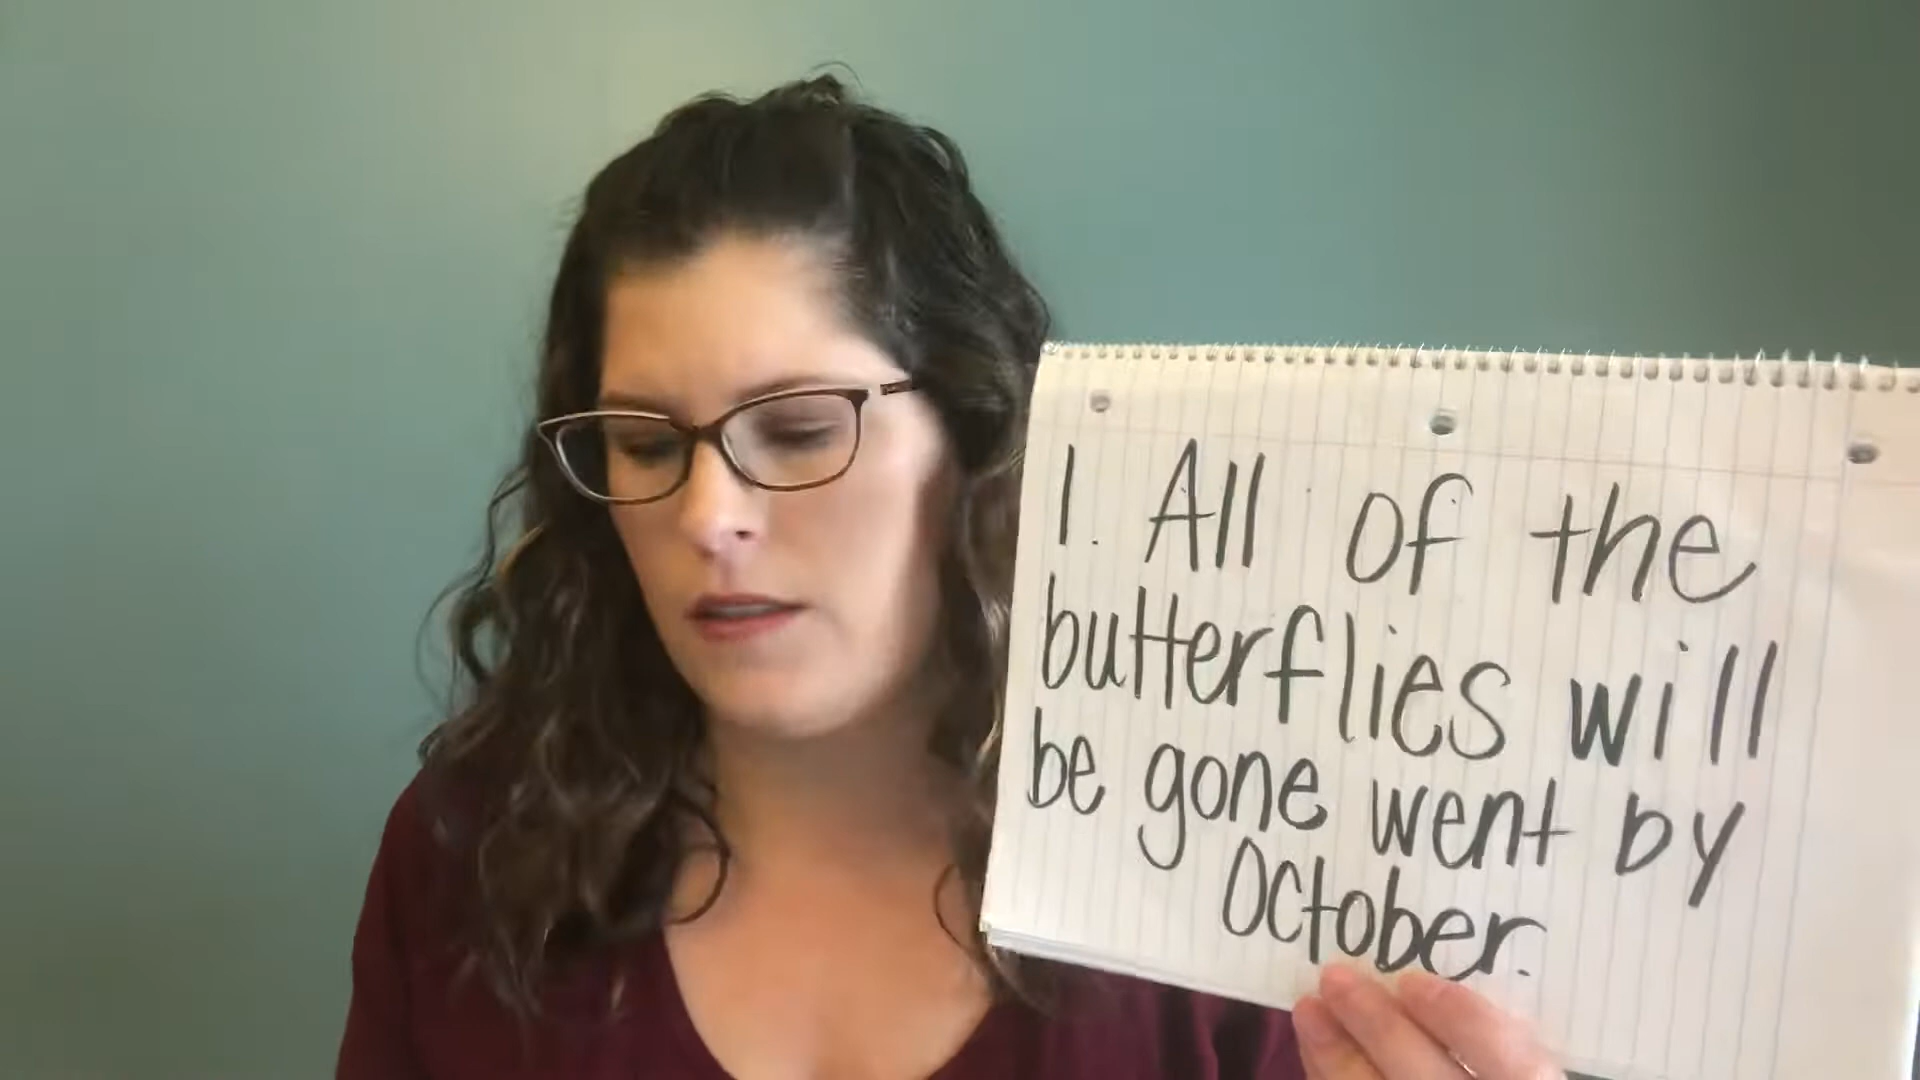 1. All of the
butterflies will
be gone went by
October.